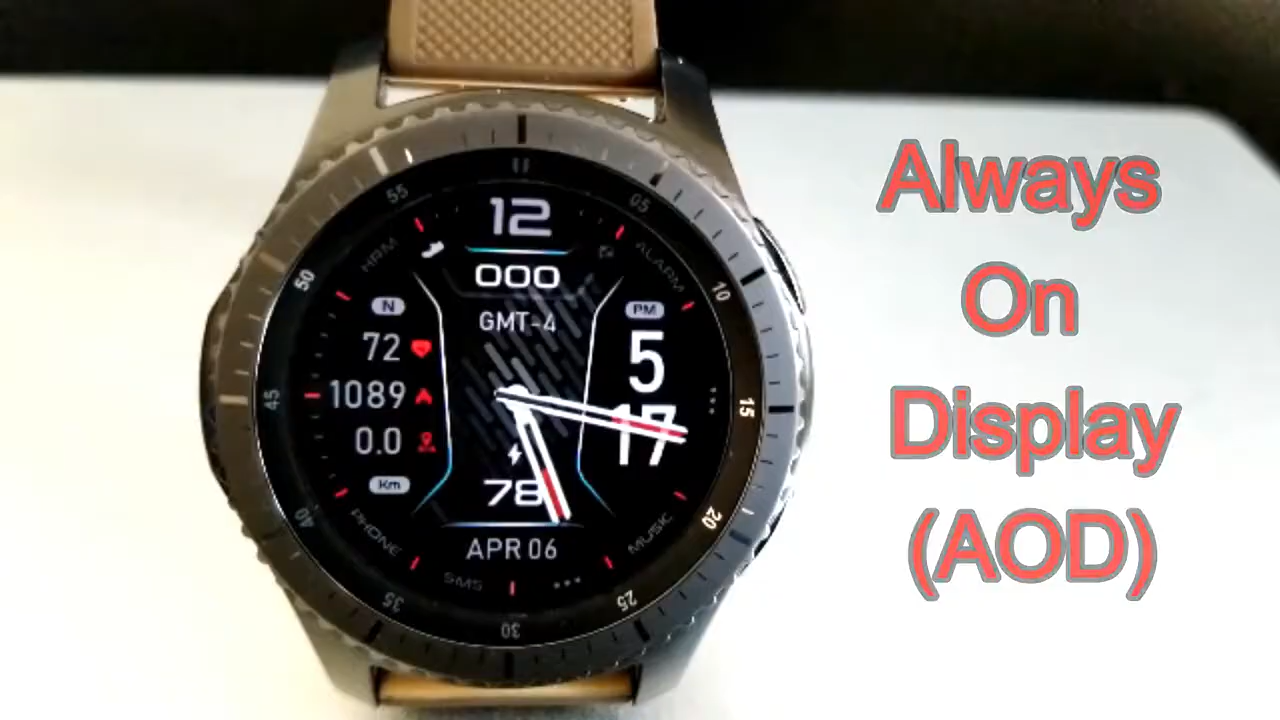 55
05
12
HRM
ALARM
50
000
10
N
GMT-4
PM
72
5
1089
45
17
15
0.0
Km
78
40
20
PHONE
APR 06
MUSIC
SMS
35
25
30
Always
On
Display
(AOD)